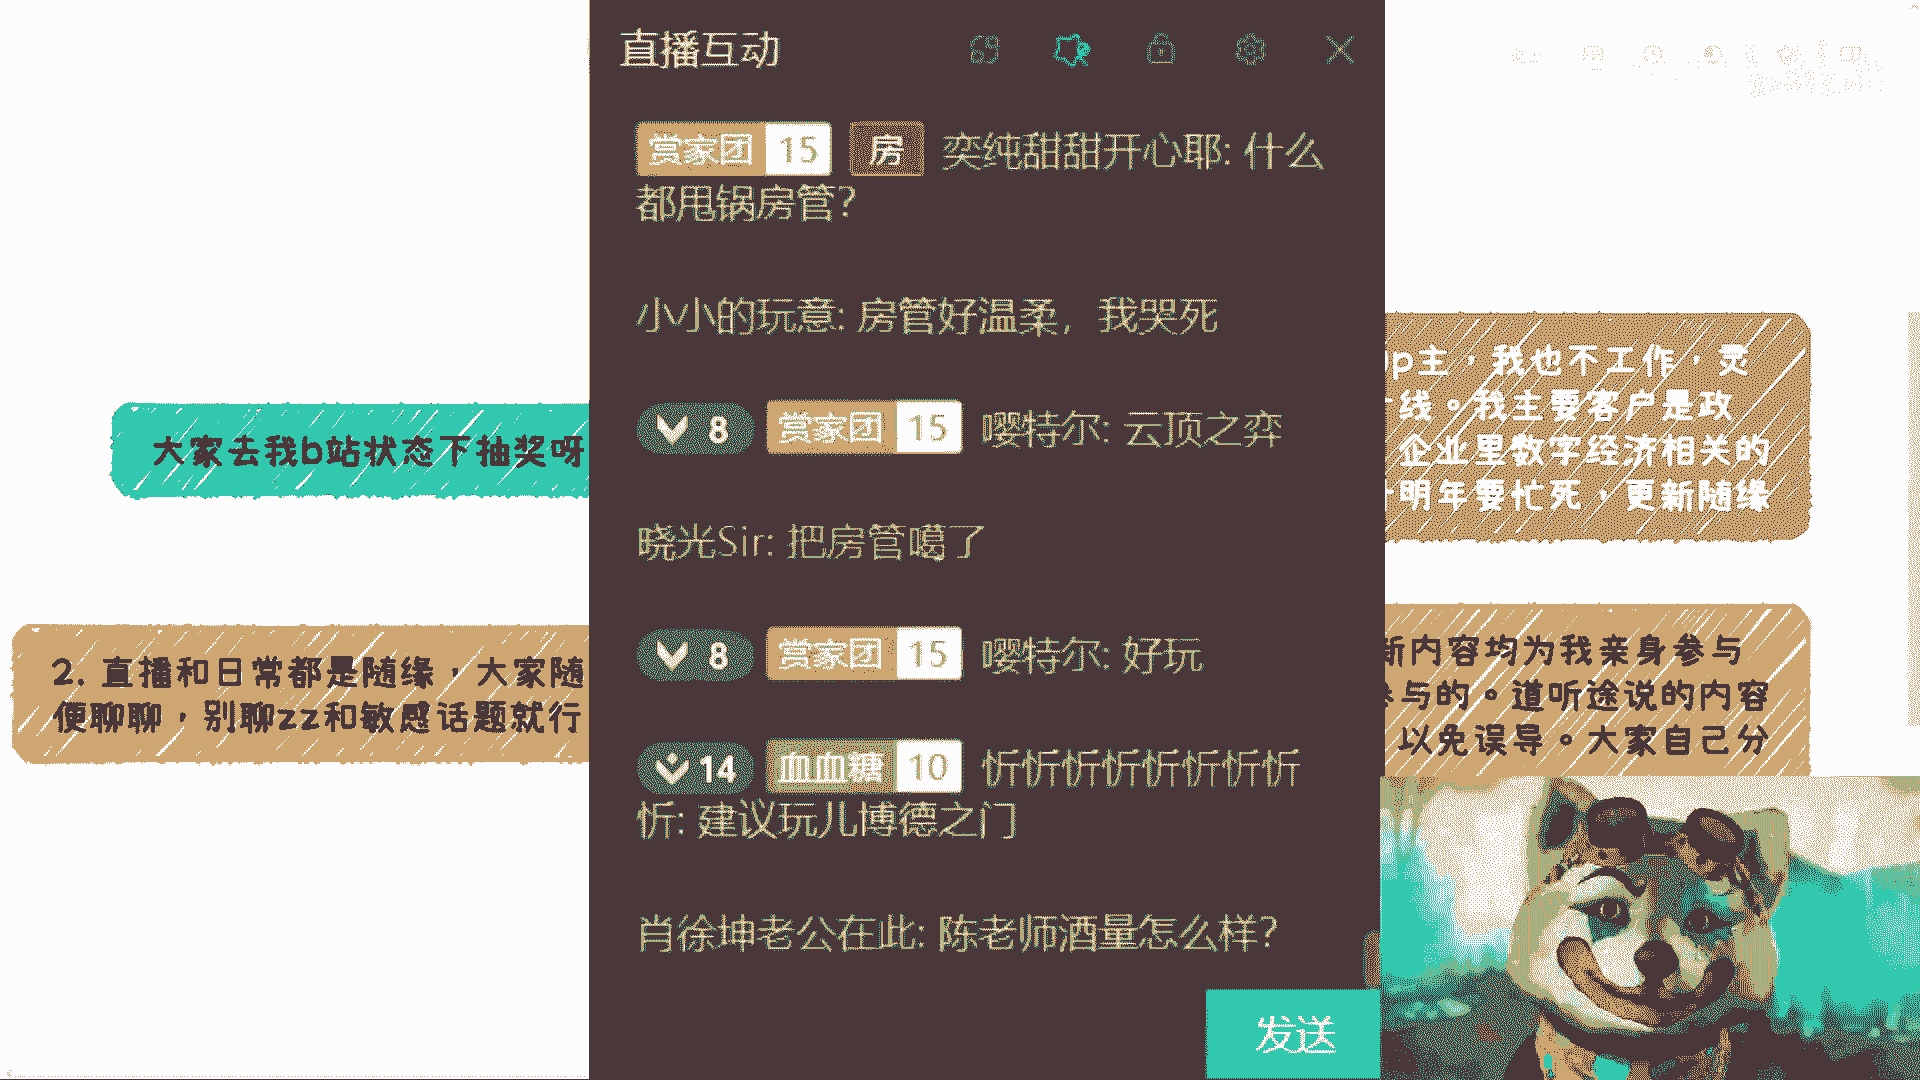 直播互动
赏家团 15 房 奕纯甜甜开心耶: 什么
都甩锅房管?
小小的玩意: 房管好温柔, 我哭死
8 赏家团 15 嘤特尔: 云顶之弈
晓光Sir: 把房管噶了
8 赏家团 15 嘤特尔: 好玩
14 血血糖 10 忻忻忻忻忻忻忻忻
忻: 建议玩儿博德之门
肖徐坤老公在此: 陈老师酒量怎么样?
发送
大家去我b站状态下抽奖呀
2. 直播和日常都是随缘，大家随
便聊聊，别聊zz和敏感话题就行
p主，我也不工作，灵
线。我主要客户是政
企业里数字经济相关的
明年要忙死，更新随缘
新内容均为我亲身参与
参与的。道听途说的内容
以免误导。大家自己分